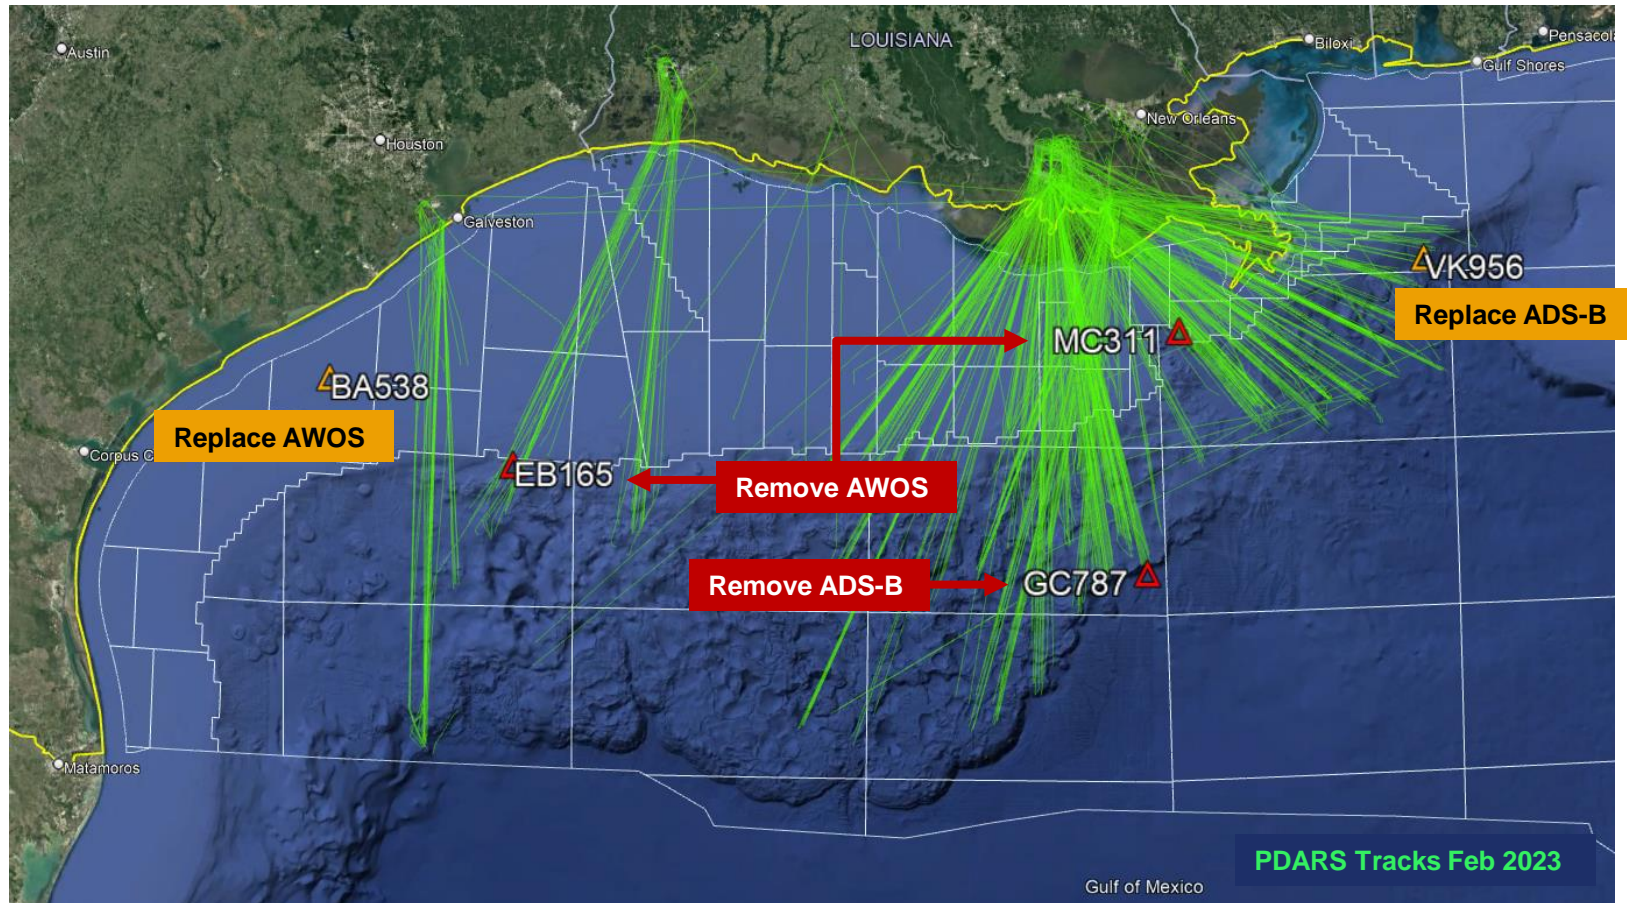 Austin
LOUISIANA
Biloxi
Pensacola
Gulf Shores
Houston
New Orleans
Galveston
VK956
Replace ADS-B
MC311
BA538
Replace AWOS
Corpus C
EB165
Remove AWOS
Remove ADS-B
GC787
Matamoros
PDARS Tracks Feb 2023
Gulf of Mexico